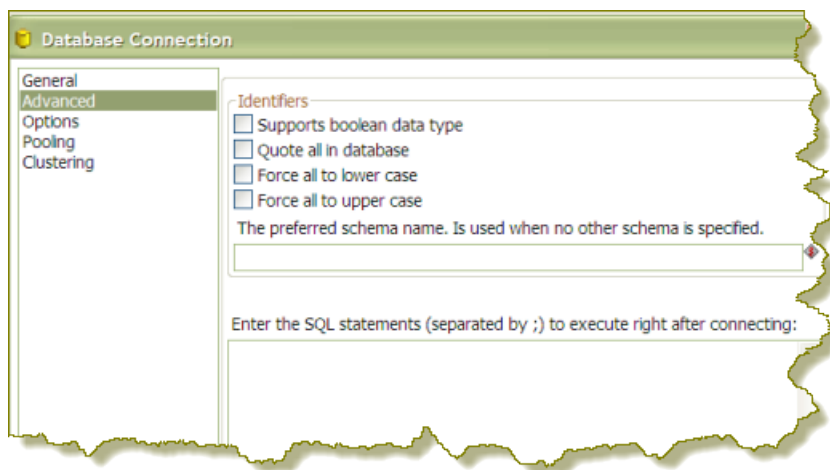 Database Connection
General
Advanced
Options
Pooling
Clustering
Identifiers
Supports boolean data type
Quote all in database
Force all to lower case
Force all to upper case
The preferred schema name. Is used when no other schema is specified.
Enter the SQL statements (separated by ;) to execute right after connecting: